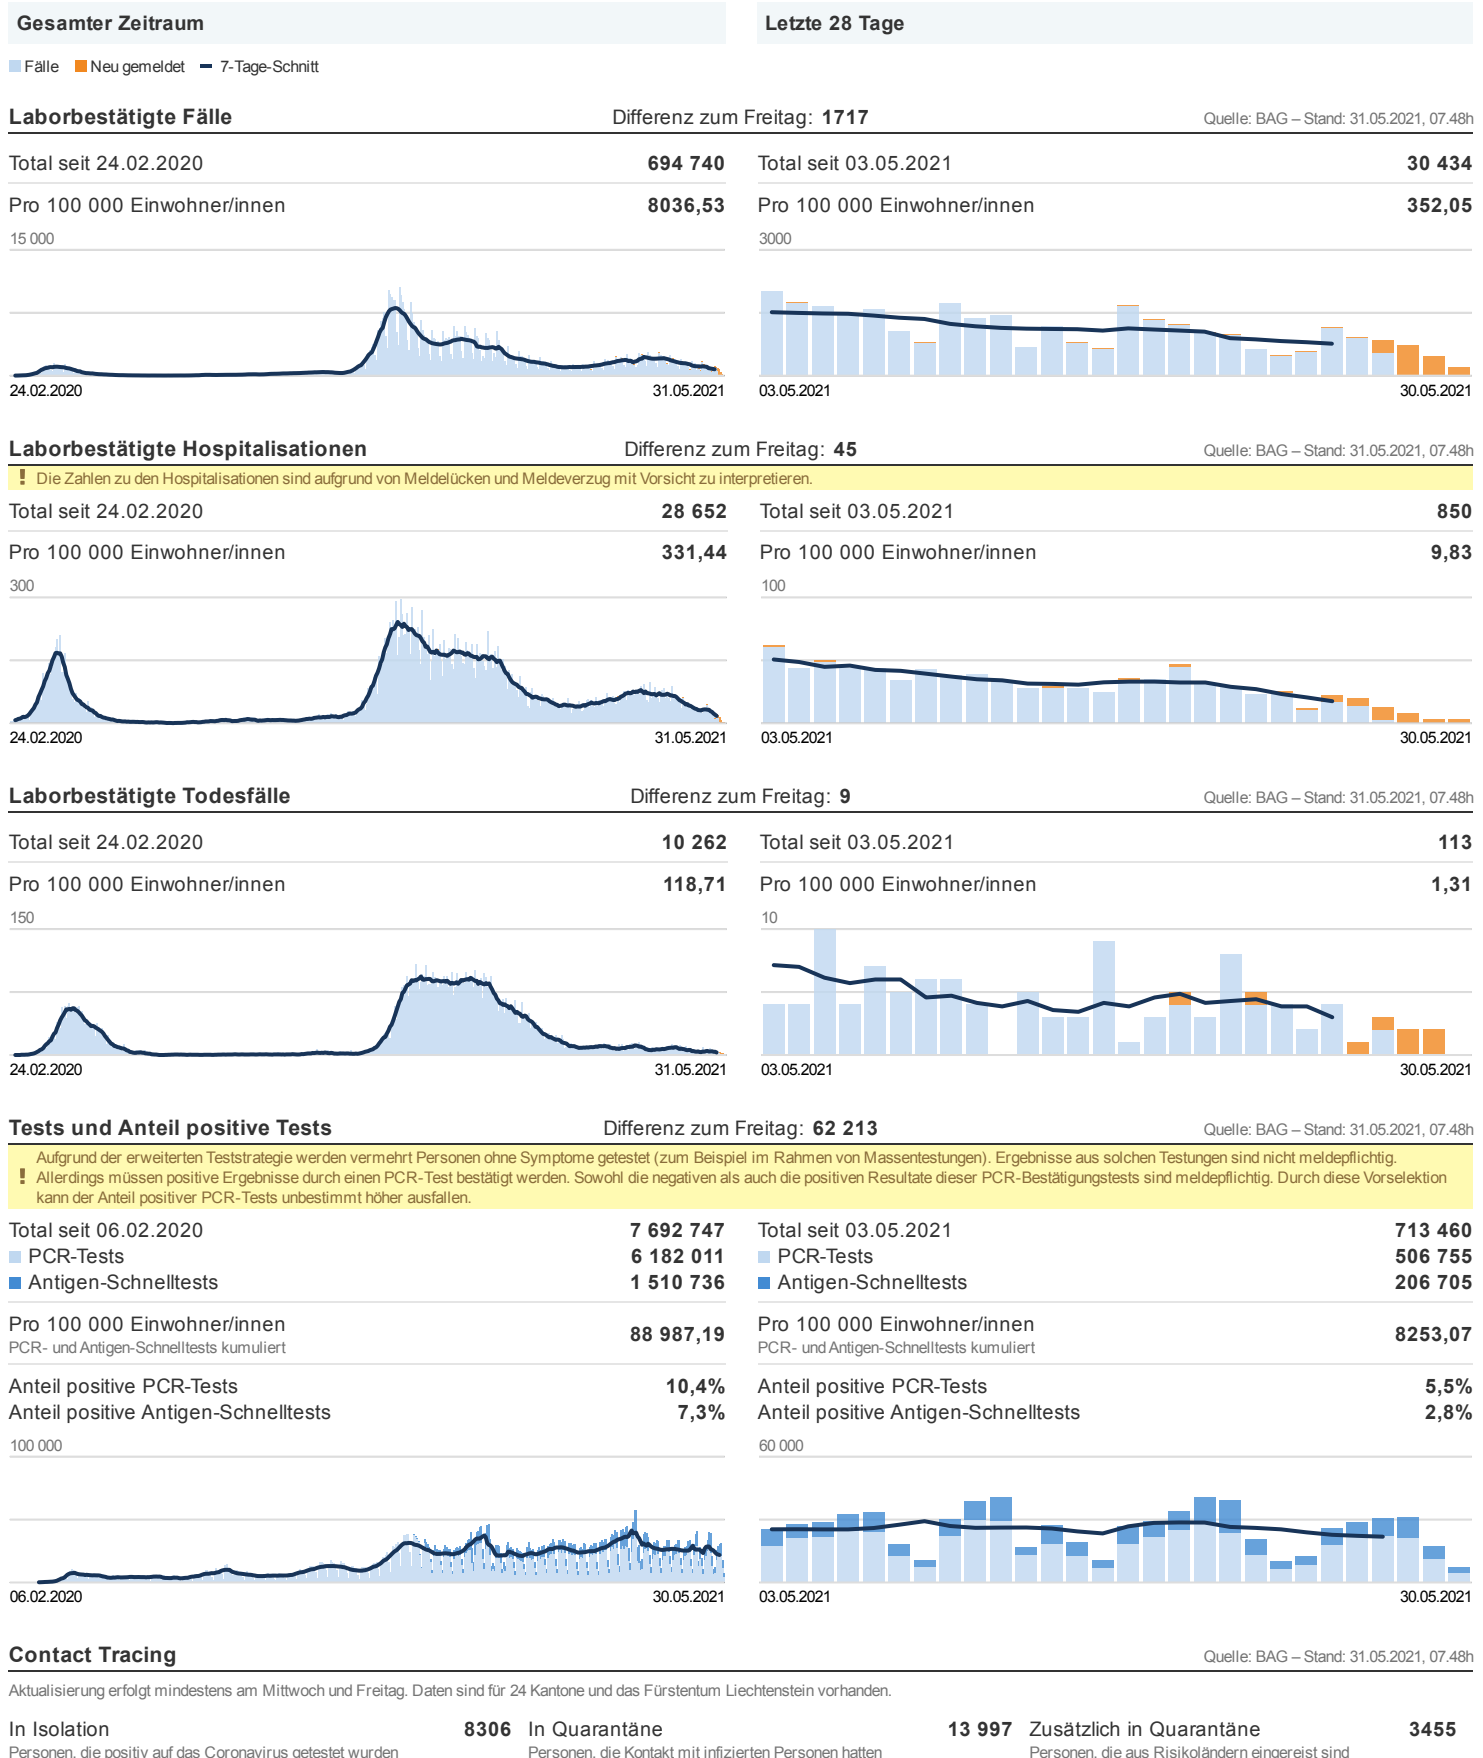 Gesamter Zeitraum
Letzte 28 Tage
Fälle Neu gemeldet 7-Tage-Schnitt
Laborbestätigte Fälle Differenz zum Freitag: 1717 Quelle: BAG – Stand: 31.05.2021, 07.48h
Total seit 24.02.2020 694 740
Pro 100 000 Einwohner/innen 8036,53
15 000
24.02.2020 31.05.2021
Total seit 03.05.2021 30 434
Pro 100 000 Einwohner/innen 352,05
3000
03.05.2021 30.05.2021
Laborbestätigte Hospitalisationen Differenz zum Freitag: 45 Quelle: BAG – Stand: 31.05.2021, 07.48h
! Die Zahlen zu den Hospitalisationen sind aufgrund von Meldelücken und Meldeverzug mit Vorsicht zu interpretieren.
Total seit 24.02.2020 28 652
Pro 100 000 Einwohner/innen 331,44
300
24.02.2020 31.05.2021
Total seit 03.05.2021 850
Pro 100 000 Einwohner/innen 9,83
100
03.05.2021 30.05.2021
Laborbestätigte Todesfälle Differenz zum Freitag: 9 Quelle: BAG – Stand: 31.05.2021, 07.48h
Total seit 24.02.2020 10 262
Pro 100 000 Einwohner/innen 118,71
150
24.02.2020 31.05.2021
Total seit 03.05.2021 113
Pro 100 000 Einwohner/innen 1,31
10
03.05.2021 30.05.2021
Tests und Anteil positive Tests Differenz zum Freitag: 62 213 Quelle: BAG – Stand: 31.05.2021, 07.48h
Aufgrund der erweiterten Teststrategie werden vermehrt Personen ohne Symptome getestet (zum Beispiel im Rahmen von Massentestungen). Ergebnisse aus solchen Testungen sind nicht meldepflichtig.
! Allerdings müssen positive Ergebnisse durch einen PCR-Test bestätigt werden. Sowohl die negativen als auch die positiven Resultate dieser PCR-Bestätigungstests sind meldepflichtig. Durch diese Vorselektion
kann der Anteil positiver PCR-Tests unbestimmt höher ausfallen.
Total seit 06.02.2020 7 692 747
PCR-Tests 6 182 011
Antigen-Schnelltests 1 510 736
Pro 100 000 Einwohner/innen 88 987,19
PCR- und Antigen-Schnelltests kumuliert
Anteil positive PCR-Tests 10,4%
Anteil positive Antigen-Schnelltests 7,3%
100 000
06.02.2020 30.05.2021
Total seit 03.05.2021 713 460
PCR-Tests 506 755
Antigen-Schnelltests 206 705
Pro 100 000 Einwohner/innen 8253,07
PCR- und Antigen-Schnelltests kumuliert
Anteil positive PCR-Tests 5,5%
Anteil positive Antigen-Schnelltests 2,8%
60 000
03.05.2021 30.05.2021
Contact Tracing Quelle: BAG – Stand: 31.05.2021, 07.48h
Aktualisierung erfolgt mindestens am Mittwoch und Freitag. Daten sind für 24 Kantone und das Fürstentum Liechtenstein vorhanden.
In Isolation 8306
Personen, die positiv auf das Coronavirus getestet wurden
In Quarantäne 13 997
Personen, die Kontakt mit infizierten Personen hatten
Zusätzlich in Quarantäne 3455
Personen, die aus Risikoländern eingereist sind